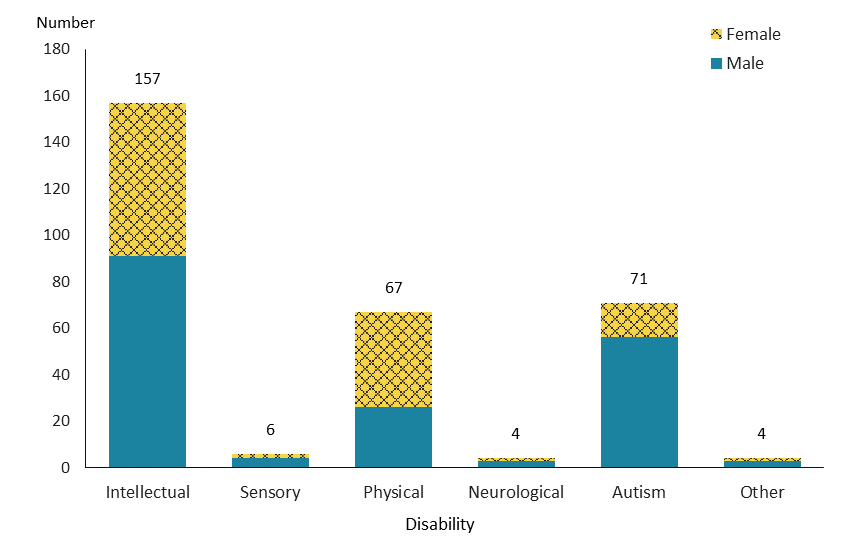 Number
Female
Male
180
160
140
120
100
80
60
40
20
0
157
6
67
4
71
4
Intellectual
Sensory
Physical
Neurological
Autism
Other
Disability